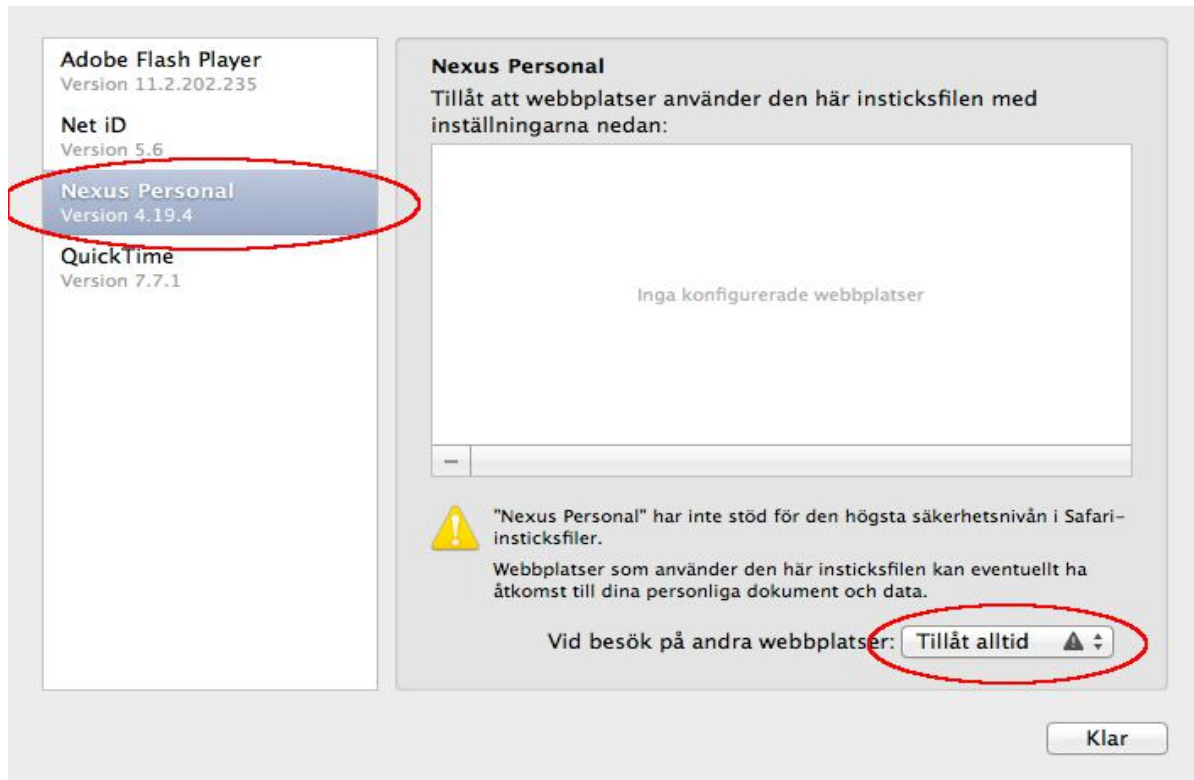 Adobe Flash Player
Version 11.2.202.235
Net iD
Version 5.6
Nexus Personal
Version 4.19.4
QuickTime
Version 7.7.1
Nexus Personal
Tillåt att webbplatser använder den här insticksfilen med
inställningarna nedan:
Inga konfigurerade webbplatser
"Nexus Personal" har inte stöd för den högsta säkerhetsnivån i Safari-
insticksfiler.
Webbplatser som använder den här insticksfilen kan eventuellt ha
åtkomst till dina personliga dokument och data.
Vid besök på andra webbplatser: Tillåt alltid
Klar